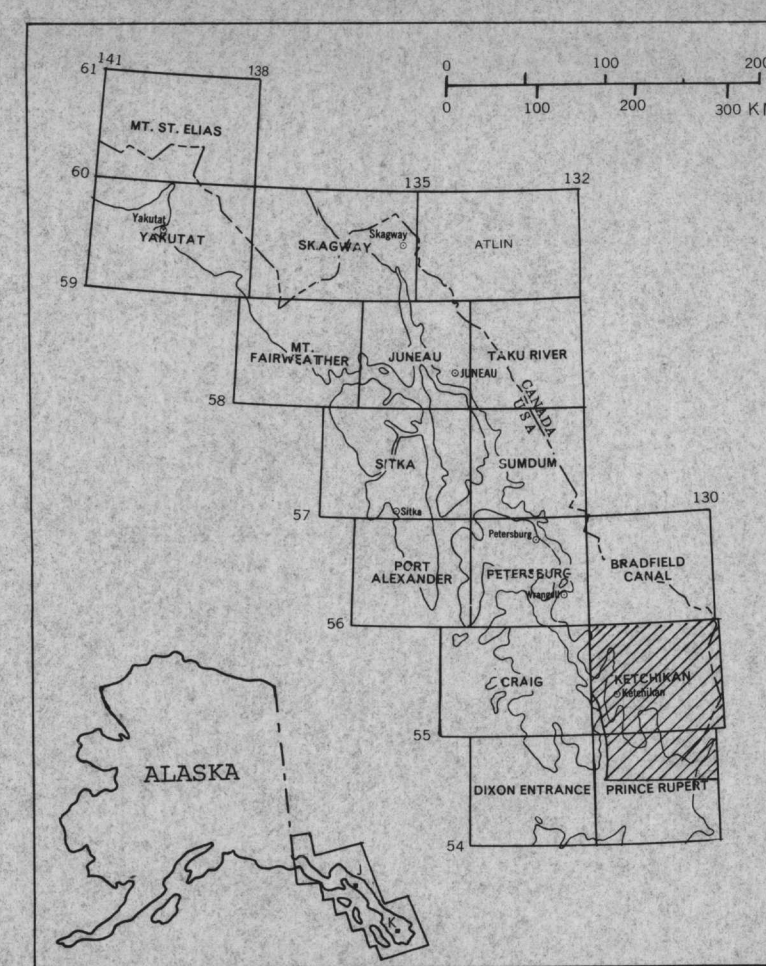 141
61
138
0 100 200
0 100 200 300 K
MT. ST. ELIAS
60
135
132
Yakutat
YAKUTAT
Skagway
SKAGWAY
ATLIN
59
MT.
FAIRWEATHER
JUNEAU
JUNEAU
TAKU RIVER
CANADA
USA
58
SITKA
SUMDUM
Sitka
57
130
Petersburg
PORT
ALEXANDER
PETERSBURG
BRADFIELD
CANAL
Wrangell
56
CRAIG
KETCHIKAN
Ketchikan
55
ALASKA
DIXON ENTRANCE
PRINCE RUPERT
54
J
K